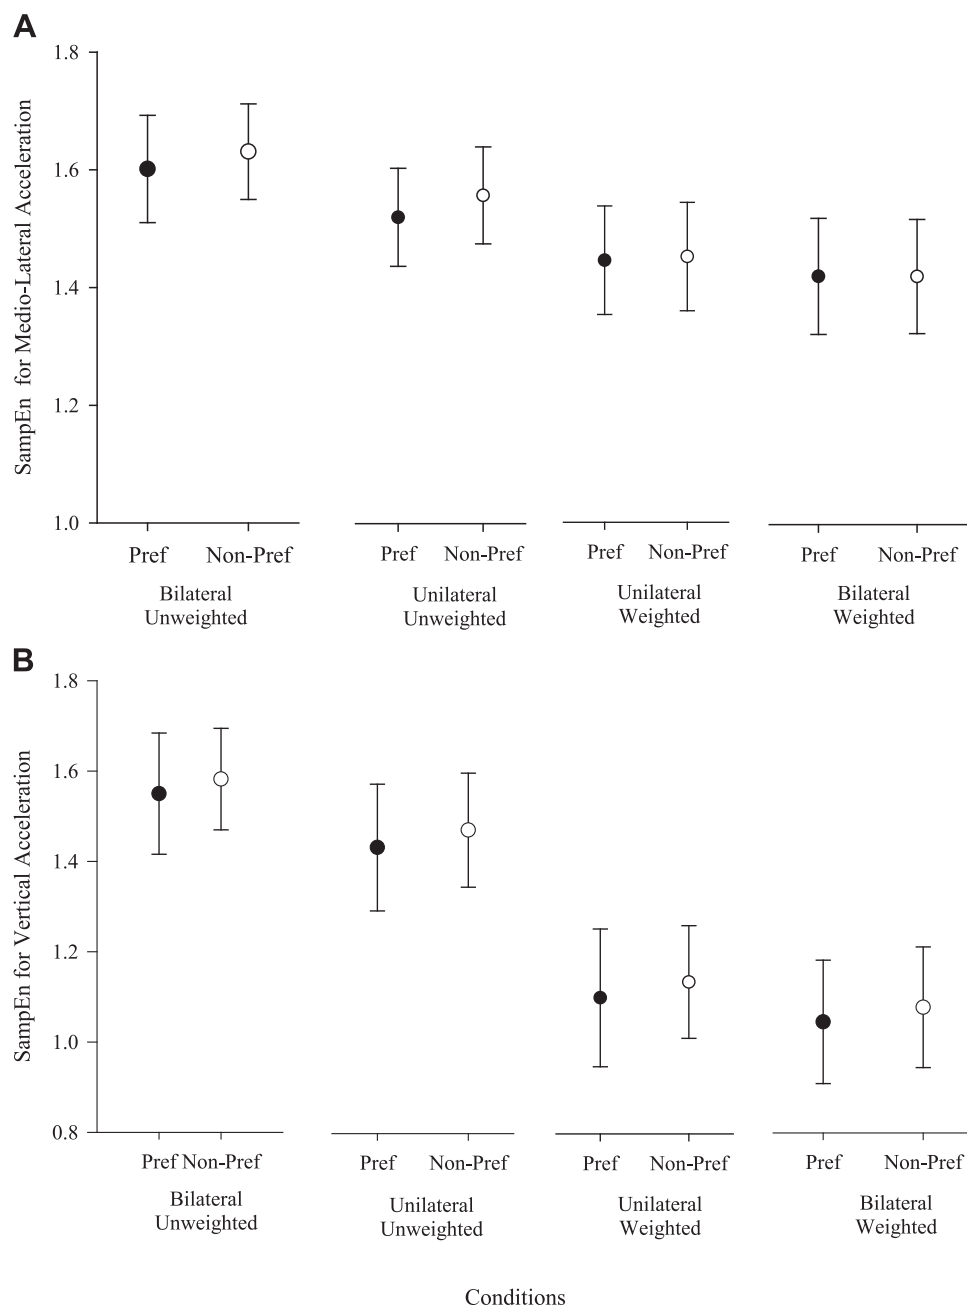 A
SampEn for Medio-Lateral Acceleration
1.8
1.6
1.4
1.2
1.0
Pref Non-Pref Pref Non-Pref Pref Non-Pref Pref Non-Pref
Bilateral Unilateral Unilateral Bilateral
Unweighted Unweighted Weighted Weighted
B
SampEn for Vertical Acceleration
1.8
1.6
1.4
1.2
1.0
0.8
Pref Non-Pref Pref Non-Pref Pref Non-Pref Pref Non-Pref
Bilateral Unilateral Unilateral Bilateral
Unweighted Unweighted Weighted Weighted
Conditions